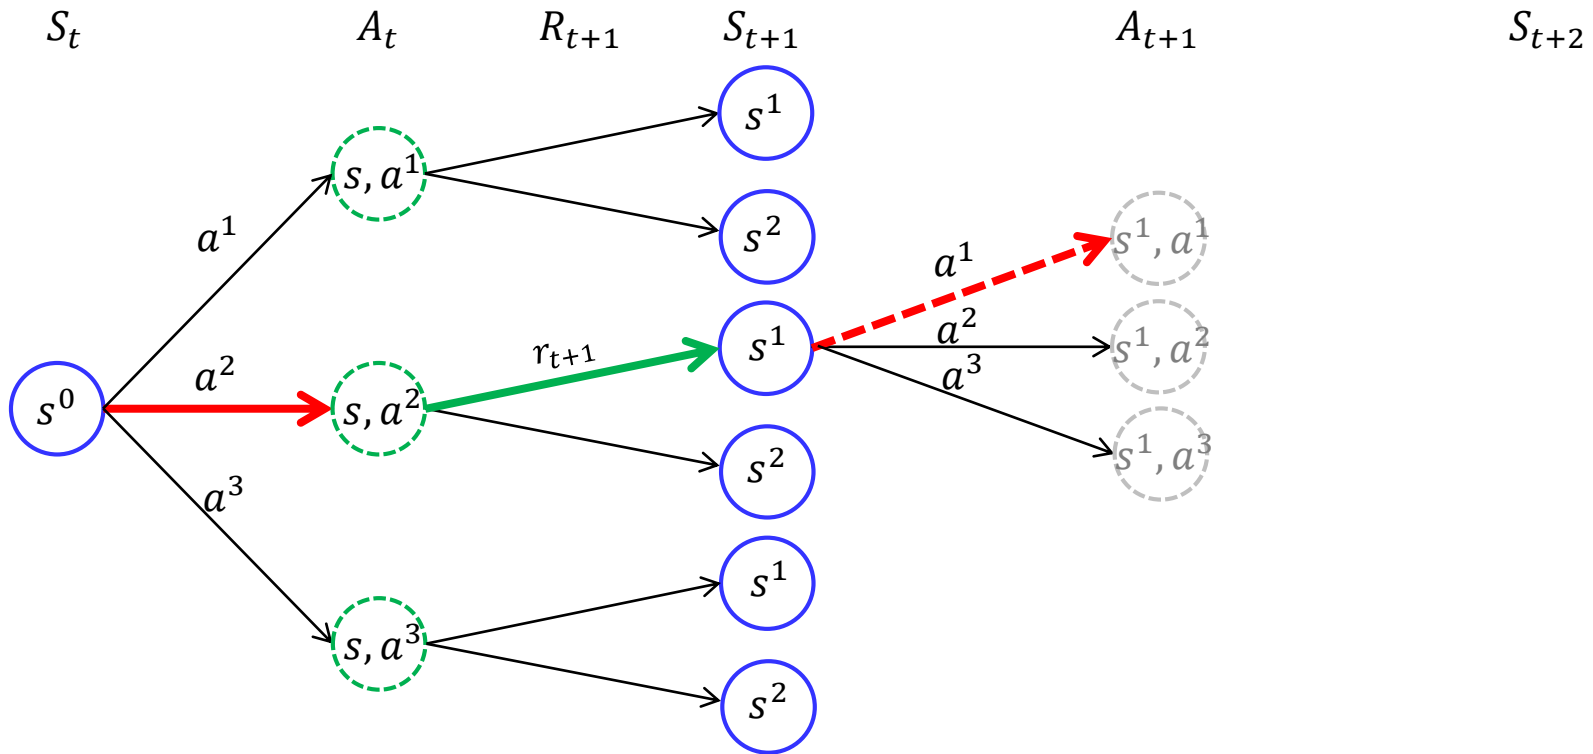 S_t A_t R_{t+1} S_{t+1} A_{t+1} S_{t+2}
s^1
s, a^1
s^2
a^1
s^1, a^1
a^1
a^2
s^1, a^2
r_{t+1}
s^1
a^3
a^2
s^0
s, a^2
s^1, a^3
s^2
a^3
s^1
s, a^3
s^2